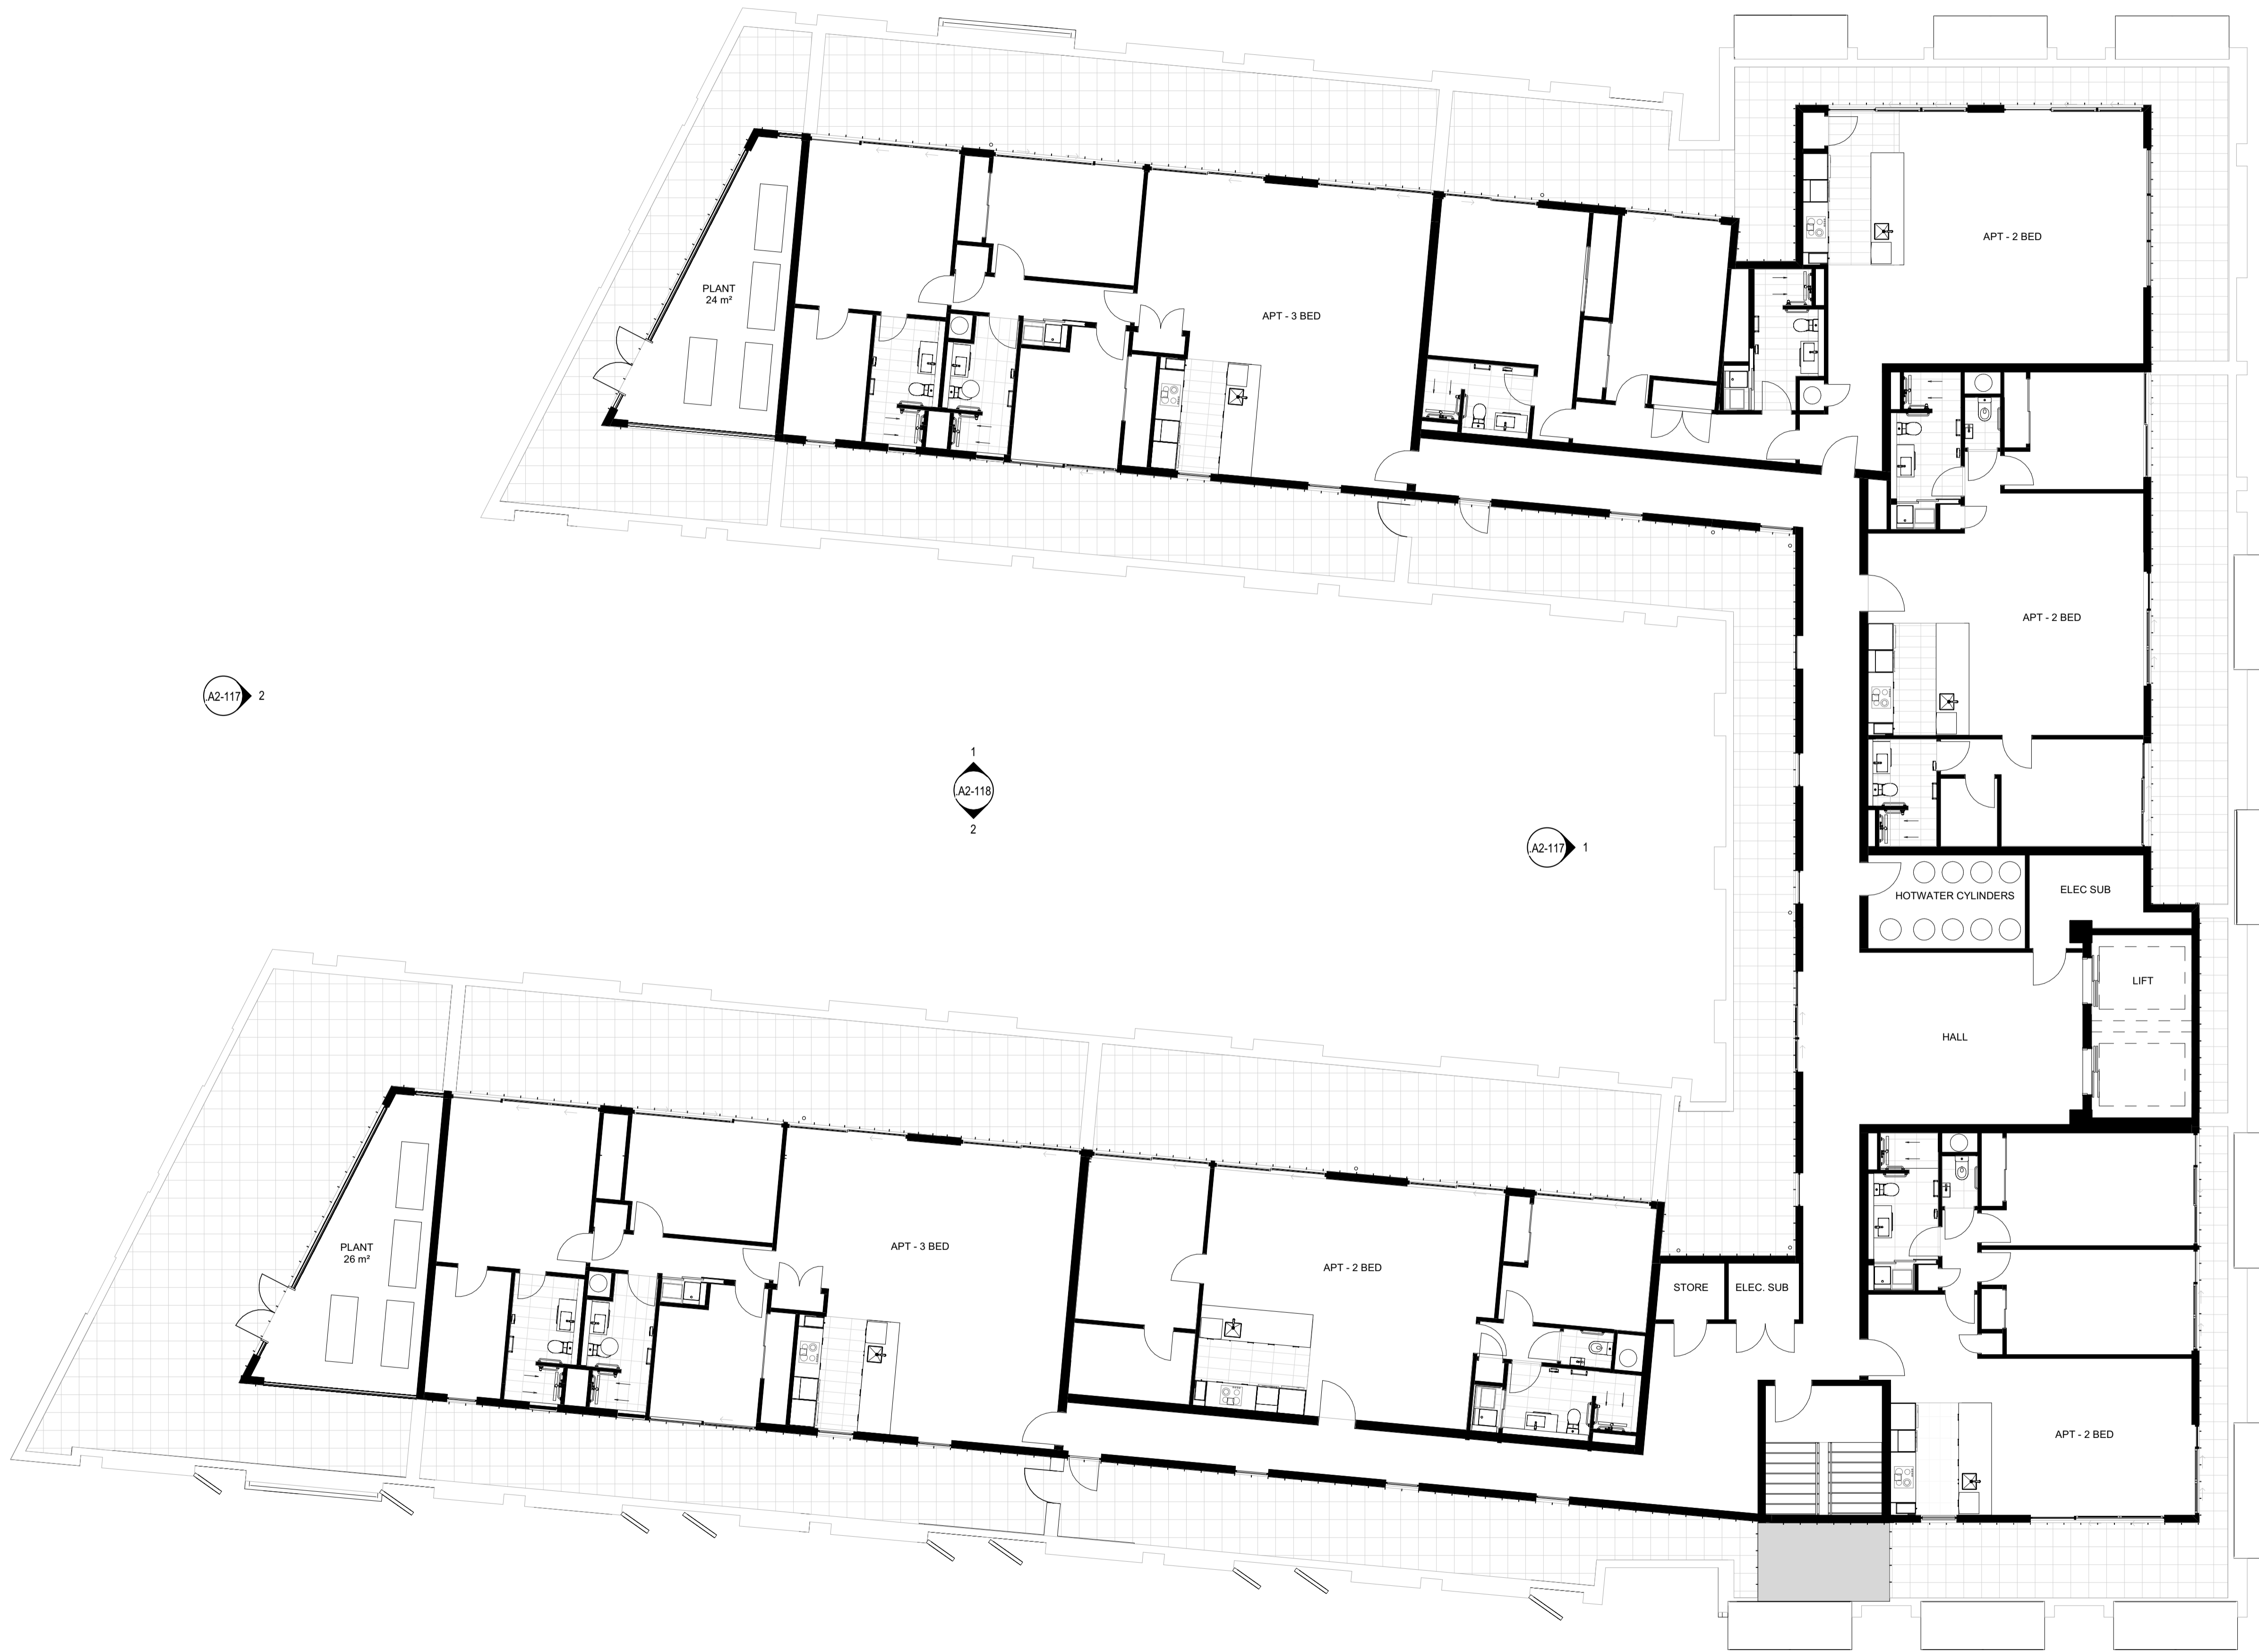 APT - 2 BED
PLANT
24 m²
APT - 3 BED
APT - 2 BED
.A2-117
2
1
.A2-118
2
.A2-117
1
HOTWATER CYLINDERS
ELEC SUB
LIFT
HALL
PLANT
26 m²
APT - 3 BED
APT - 2 BED
STORE
ELEC. SUB
APT - 2 BED